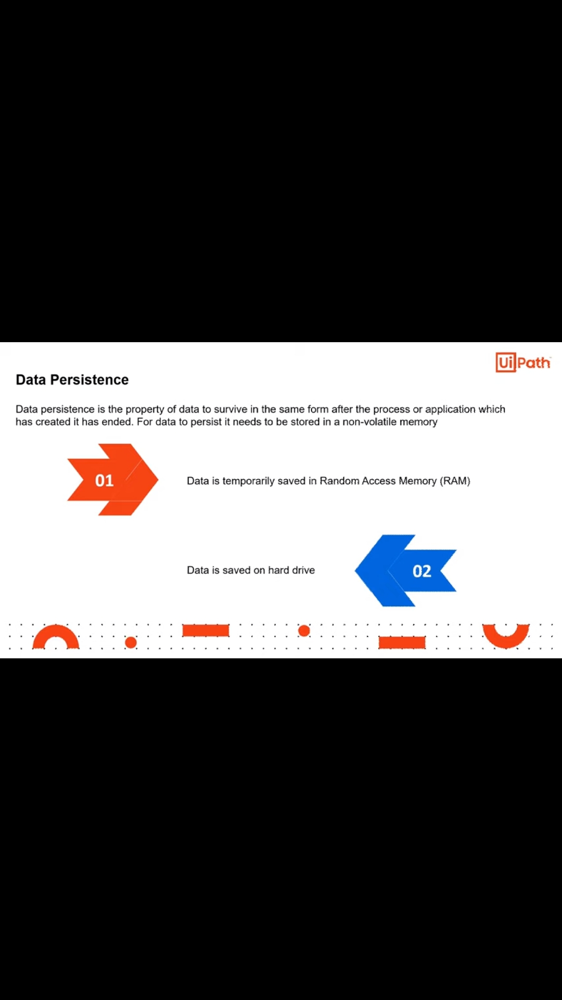 UiPath
Data Persistence
Data persistence is the property of data to survive in the same form after the process or application which
has created it has ended. For data to persist it needs to be stored in a non-volatile memory
01
Data is temporarily saved in Random Access Memory (RAM)
Data is saved on hard drive
02